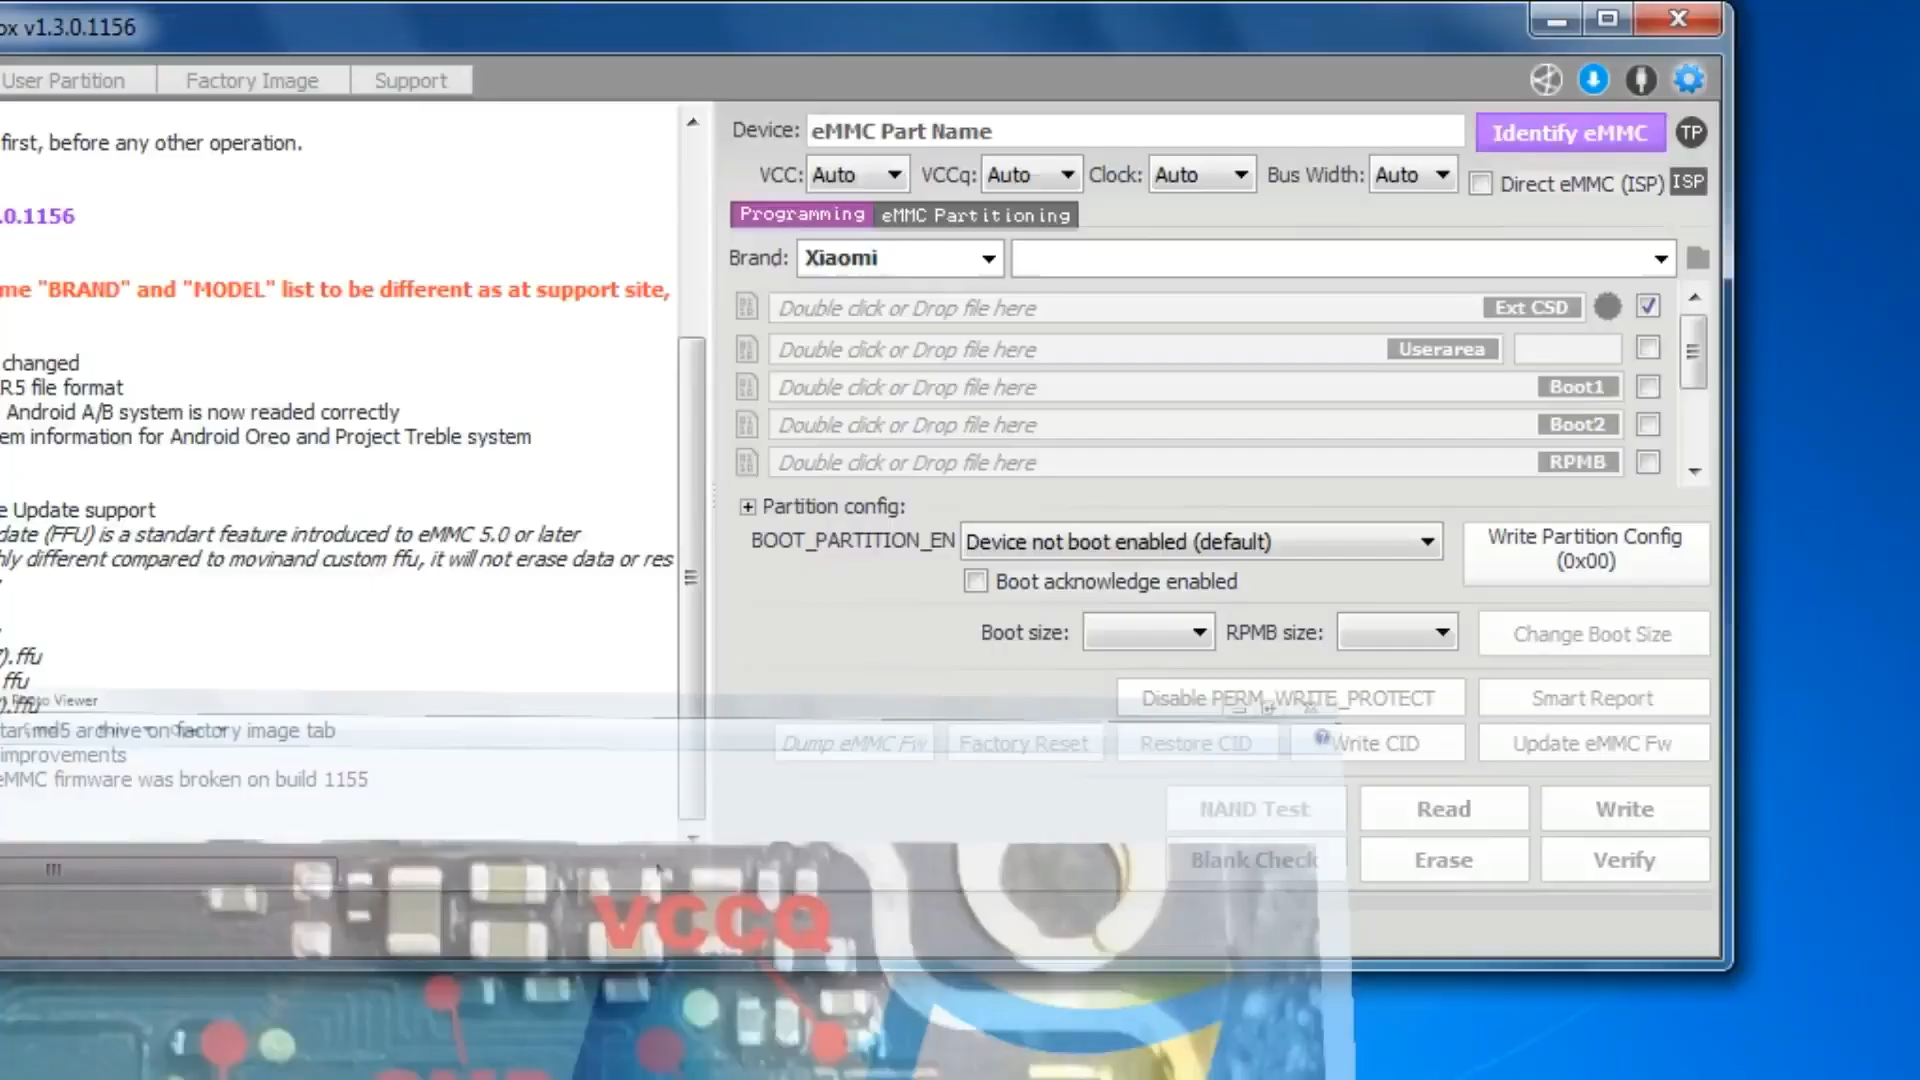 ox v1.3.0.1156
User Partition
Factory Image
Support
first, before any other operation.
.0.1156
me "BRAND" and "MODEL" list to be different as at support site,
changed
R5 file format
Android A/B system is now readed correctly
em information for Android Oreo and Project Treble system
e Update support
date (FFU) is a standart feature introduced to eMMC 5.0 or later
hly different compared to movinand custom ffu, it will not erase data or res
).ffu
ffu
).ffu
Viewer
tar.md5 archive on factory image tab
improvements
eMMC firmware was broken on build 1155
Device: eMMC Part Name
Identify eMMC
TP
VCC: Auto
VCCq: Auto
Clock: Auto
Bus Width: Auto
Direct eMMC (ISP)
ISP
Programming
eMMC Partitioning
Brand: Xiaomi
Double click or Drop file here
Ext CSD
Double click or Drop file here
Userarea
Double click or Drop file here
Boot1
Double click or Drop file here
Boot2
Double click or Drop file here
RPMB
Partition config:
BOOT_PARTITION_EN
Device not boot enabled (default)
Write Partition Config
(0x00)
Boot acknowledge enabled
Boot size:
RPMB size:
Change Boot Size
Disable PERM_WRITE_PROTECT
Smart Report
Dump eMMC Fw
Factory Reset
Restore CID
Write CID
Update eMMC Fw
NAND Test
Read
Write
Blank Check
Erase
Verify
VCCQ